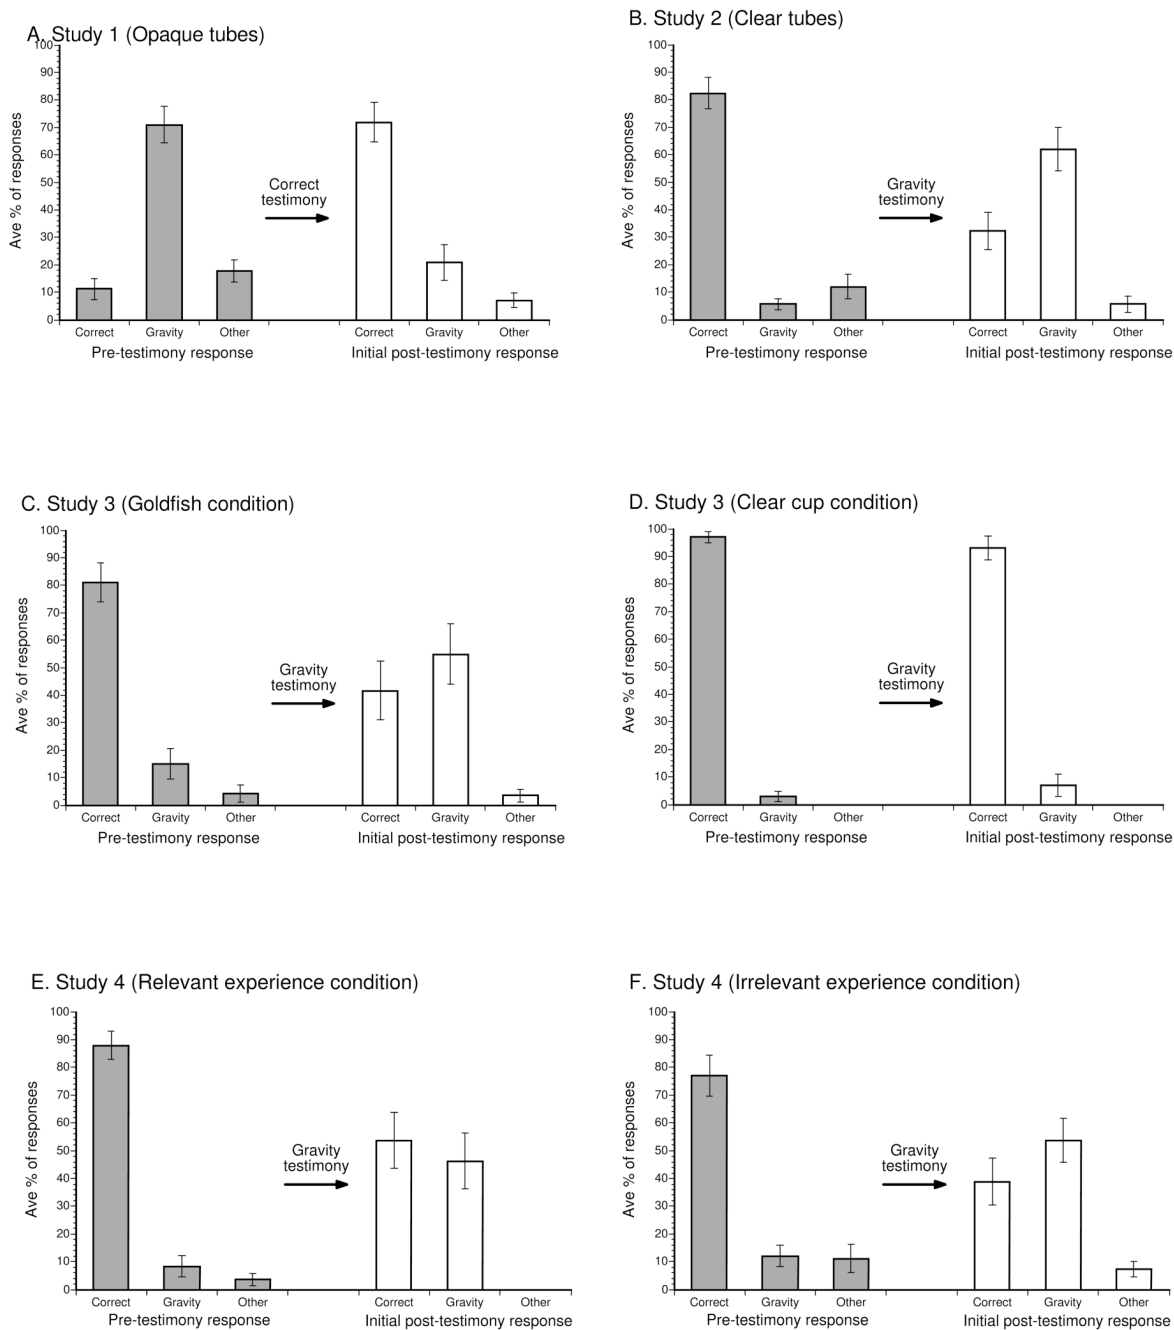 A. Study 1 (Opaque tubes)
Ave % of responses
100
90
80
70
60
50
40
30
20
10
0
Correct
testimony
Correct Gravity Other Correct Gravity Other
Pre-testimony response Initial post-testimony response
B. Study 2 (Clear tubes)
Ave % of responses
100
90
80
70
60
50
40
30
20
10
0
Gravity
testimony
Correct Gravity Other Correct Gravity Other
Pre-testimony response Initial post-testimony response
C. Study 3 (Goldfish condition)
Ave % of responses
100
90
80
70
60
50
40
30
20
10
0
Gravity
testimony
Correct Gravity Other Correct Gravity Other
Pre-testimony response Initial post-testimony response
D. Study 3 (Clear cup condition)
Ave % of responses
100
90
80
70
60
50
40
30
20
10
0
Gravity
testimony
Correct Gravity Other Correct Gravity Other
Pre-testimony response Initial post-testimony response
E. Study 4 (Relevant experience condition)
Ave % of responses
100
90
80
70
60
50
40
30
20
10
0
Gravity
testimony
Correct Gravity Other Correct Gravity Other
Pre-testimony response Initial post-testimony response
F. Study 4 (Irrelevant experience condition)
Ave % of responses
100
90
80
70
60
50
40
30
20
10
0
Gravity
testimony
Correct Gravity Other Correct Gravity Other
Pre-testimony response Initial post-testimony response